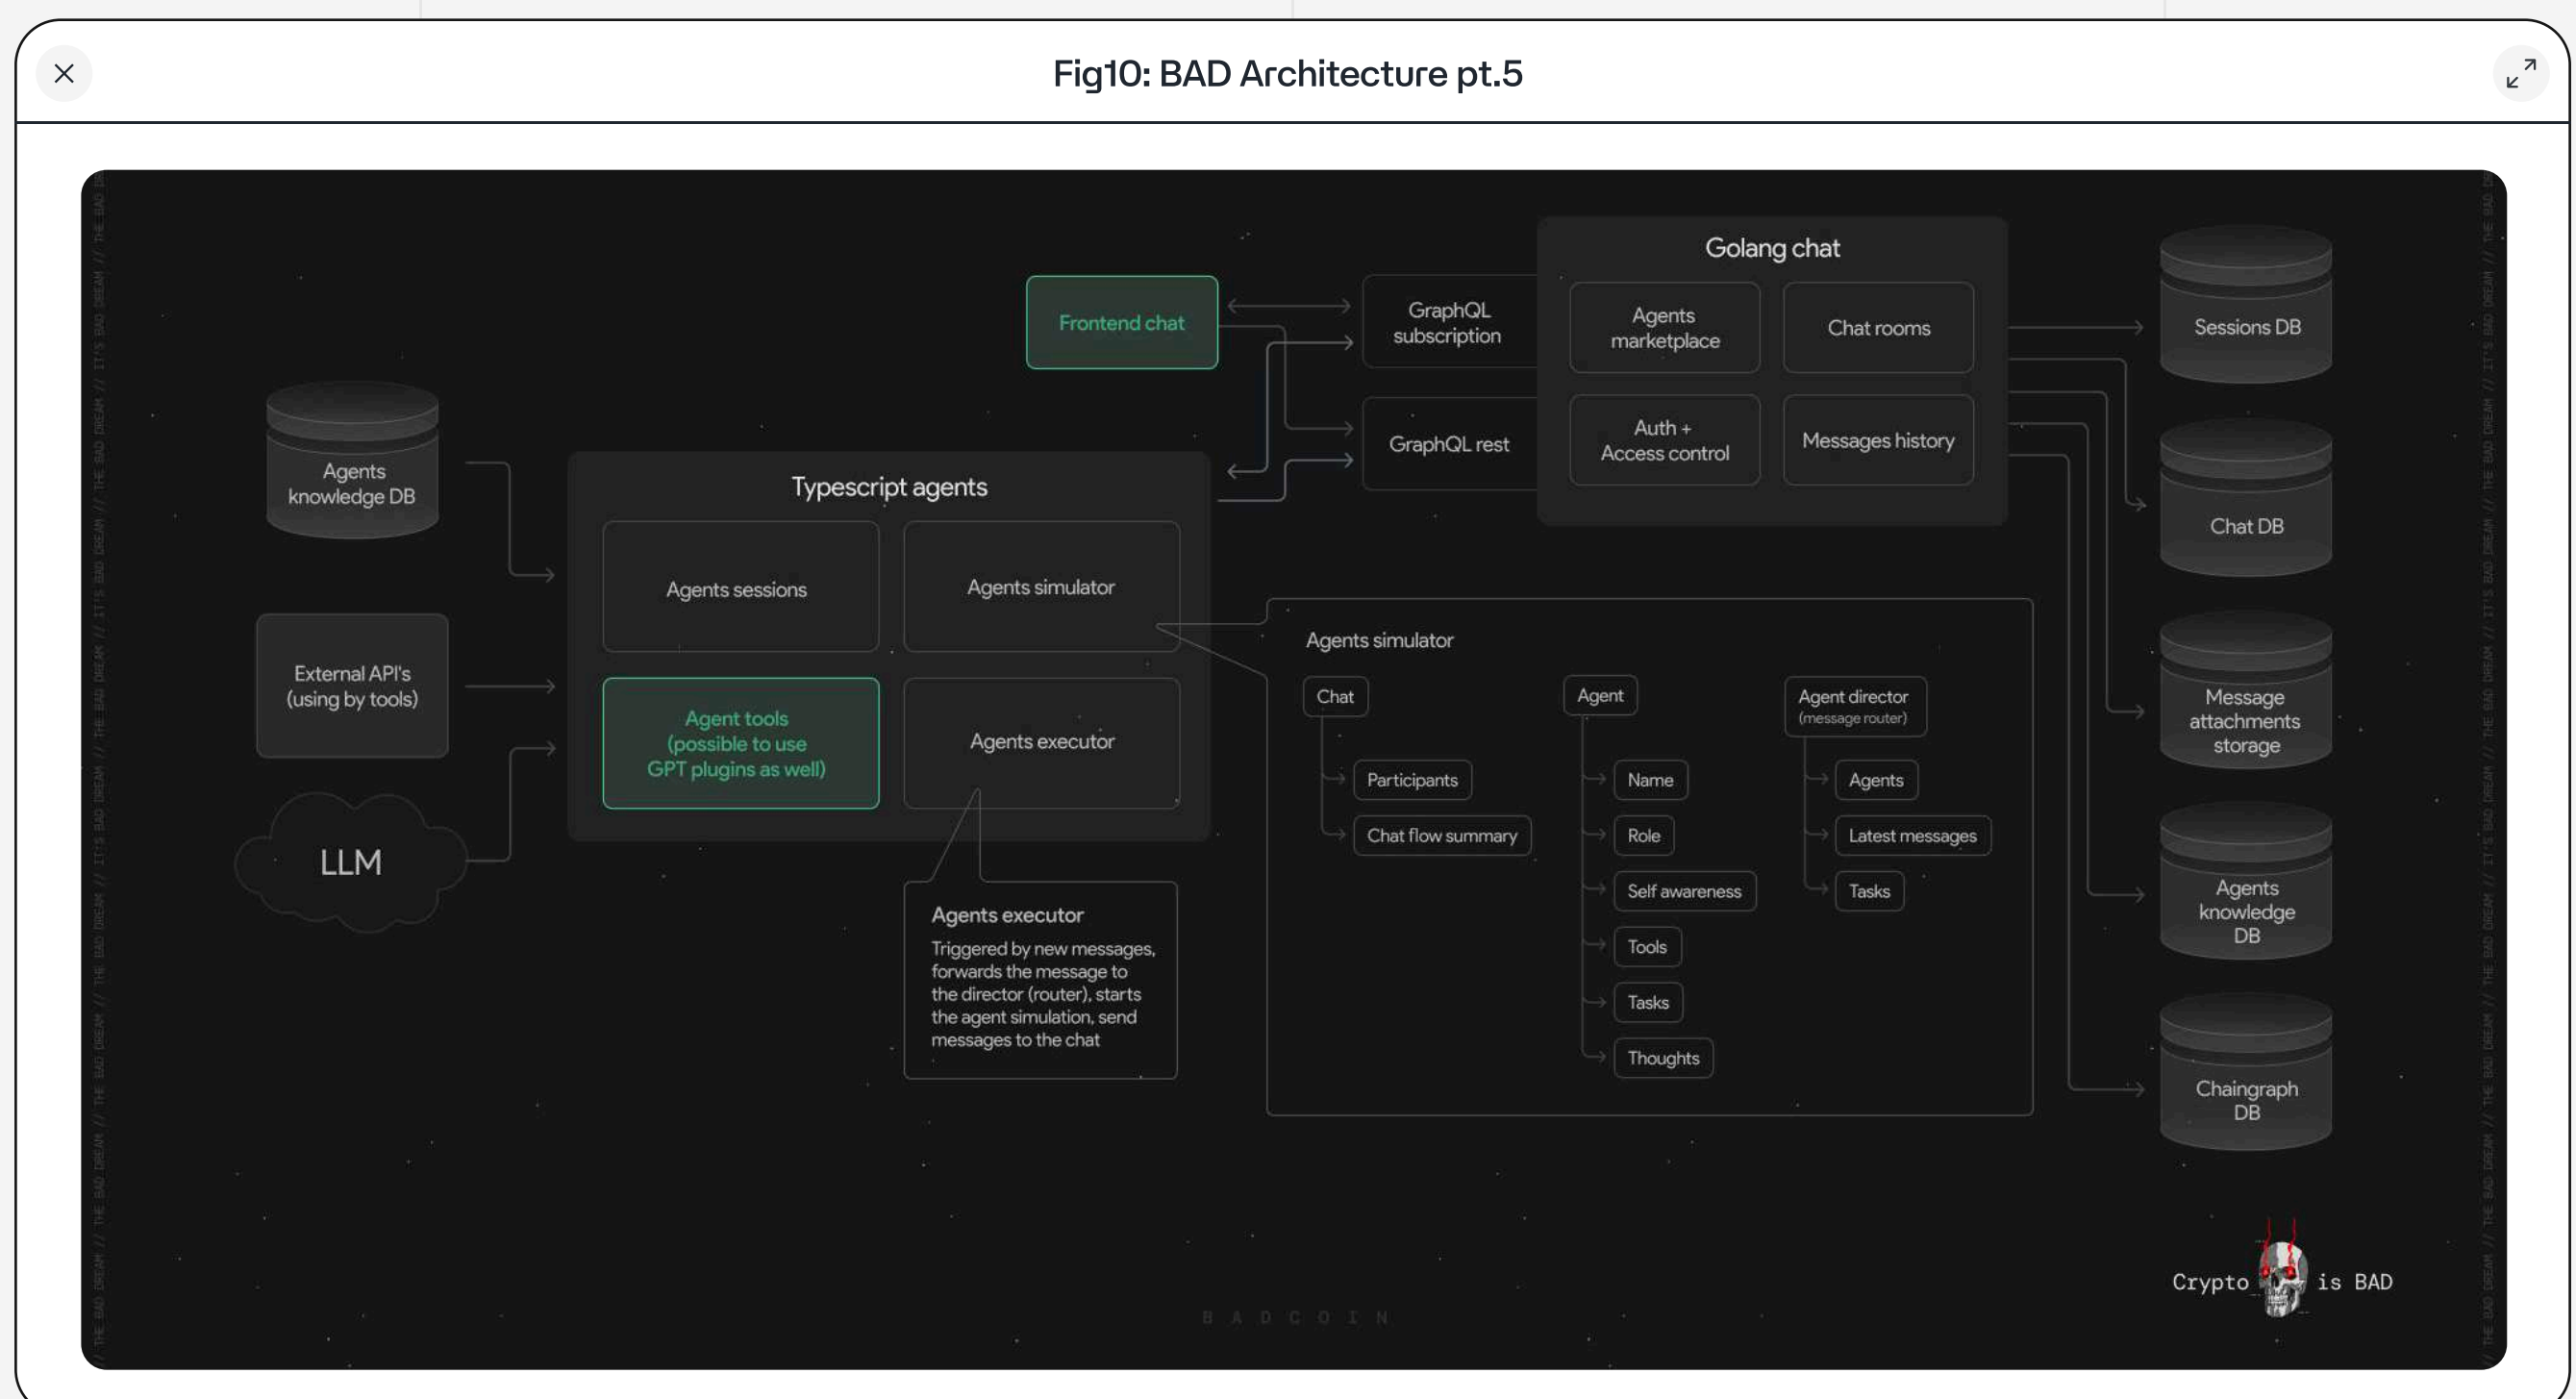 Fig10: BAD Architecture pt.5
Golang chat
Frontend chat
GraphQL
subscription
GraphQL rest
Agents
marketplace
Chat rooms
Auth +
Access control
Messages history
Sessions DB
Chat DB
Message
attachments
storage
Agents
knowledge
DB
Chaingraph
DB
Agents
knowledge DB
External API's
(using by tools)
LLM
Typescript agents
Agents sessions
Agents simulator
Agent tools
(possible to use
GPT plugins as well)
Agents executor
Agents executor
Triggered by new messages,
forwards the message to
the director (router), starts
the agent simulation, send
messages to the chat
Agents simulator
Chat
Participants
Chat flow summary
Agent
Name
Role
Self awareness
Tools
Tasks
Thoughts
Agent director
(message router)
Agents
Latest messages
Tasks
Crypto is BAD
BADCOIN